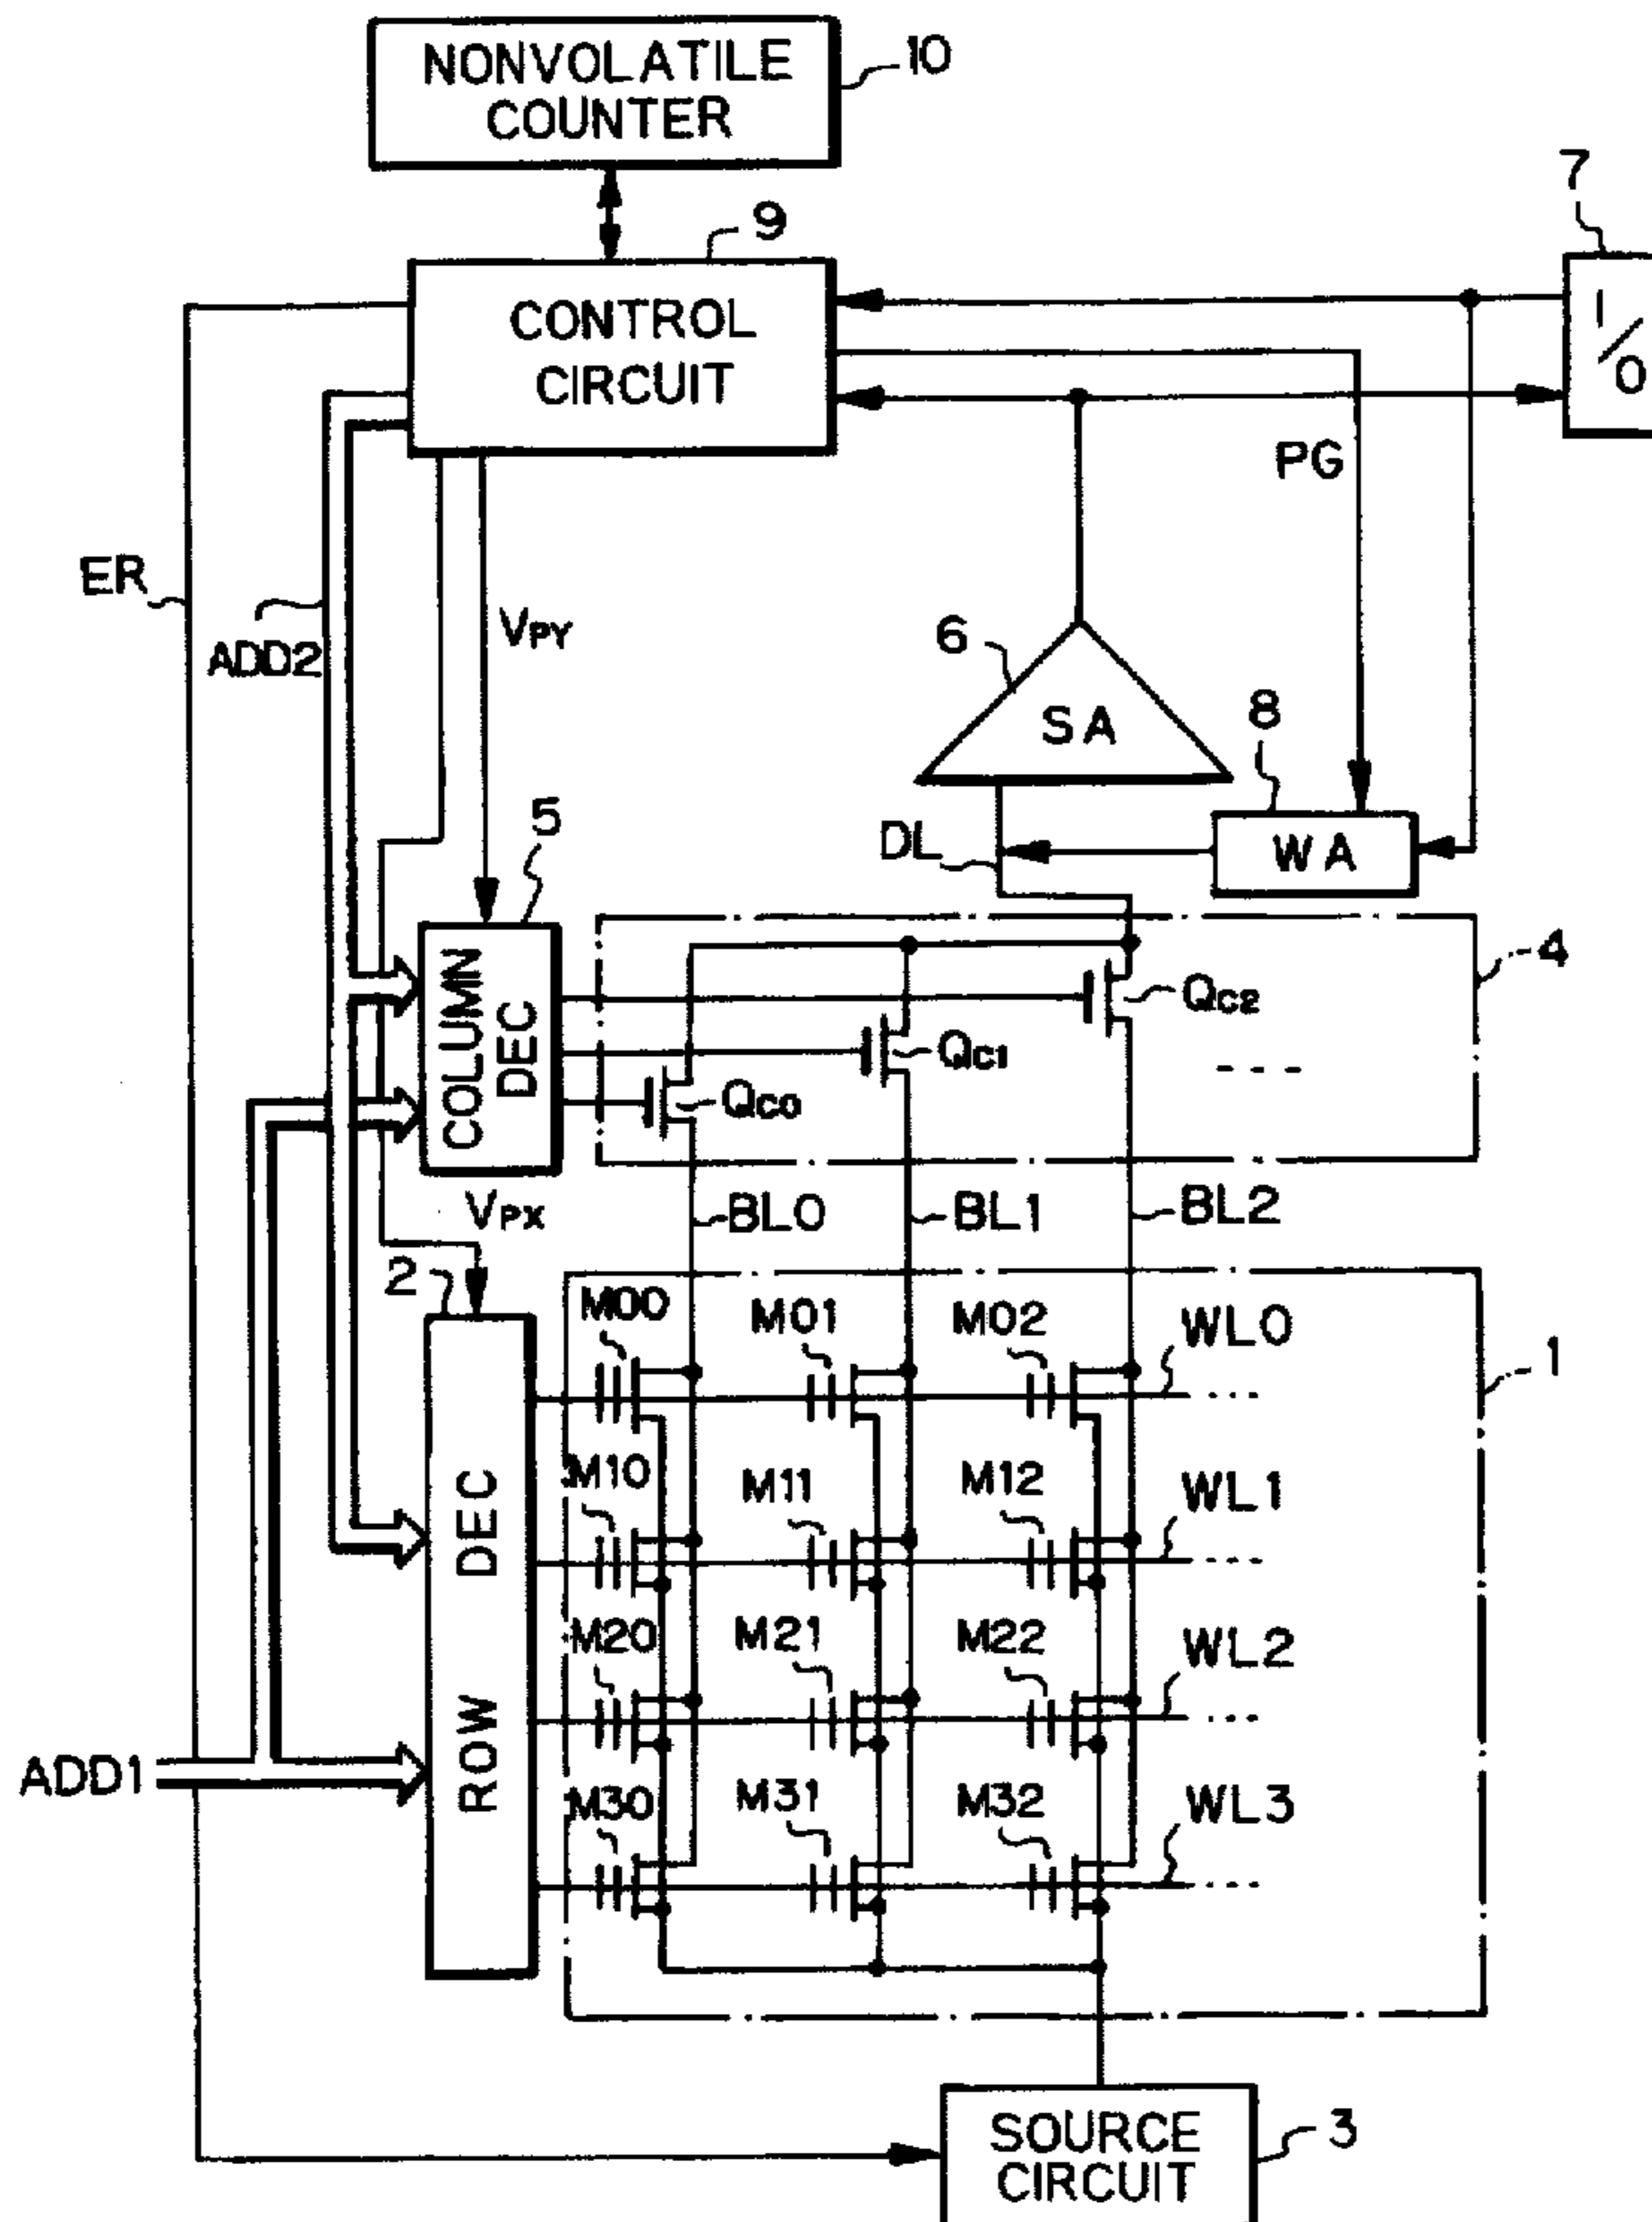 NONVOLATILE
COUNTER
10
7
9
CONTROL
CIRCUIT
I/O
PG
ER
ADD2
VPY
6
SA
8
WA
5
DL
COLUMN
DEC
4
QC2
QC1
QC0
VPX
BL0
BL1
BL2
2
M00
M01
M02
WL0
1
ROW DEC
M10
M11
M12
WL1
M20
M21
M22
WL2
ADD1
M30
M31
M32
WL3
SOURCE
CIRCUIT
3